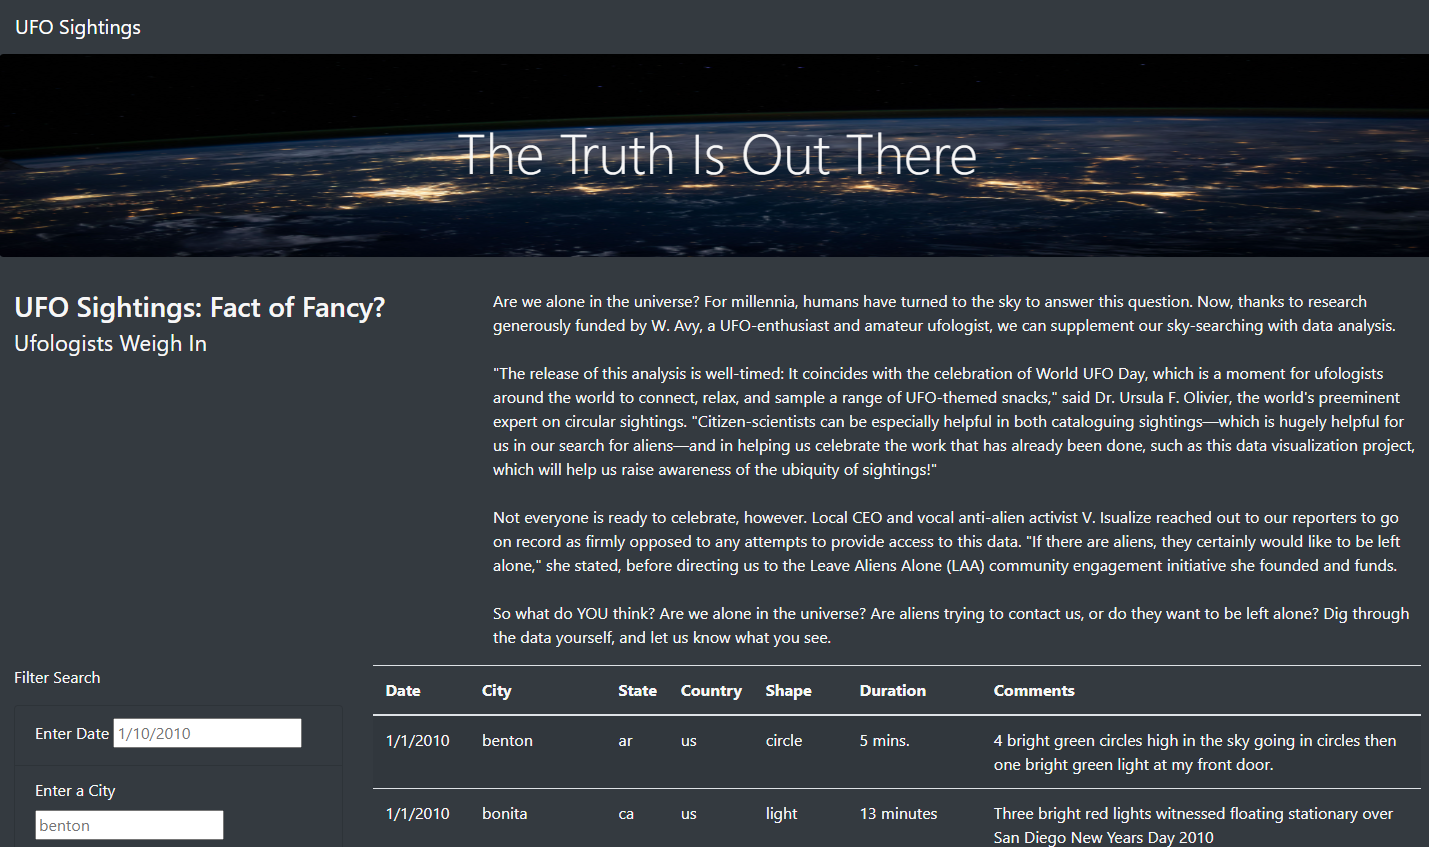 UFO Sightings
The Truth Is Out There
UFO Sightings: Fact of Fancy?
Ufologists Weigh In
Are we alone in the universe? For millennia, humans have turned to the sky to answer this question. Now, thanks to research
generously funded by W. Avy, a UFO-enthusiast and amateur ufologist, we can supplement our sky-searching with data analysis.
"The release of this analysis is well-timed: It coincides with the celebration of World UFO Day, which is a moment for ufologists
around the world to connect, relax, and sample a range of UFO-themed snacks," said Dr. Ursula F. Olivier, the world's preeminent
expert on circular sightings. "Citizen-scientists can be especially helpful in both cataloguing sightings—which is hugely helpful for
us in our search for aliens—and in helping us celebrate the work that has already been done, such as this data visualization project,
which will help us raise awareness of the ubiquity of sightings!"
Not everyone is ready to celebrate, however. Local CEO and vocal anti-alien activist V. Isualize reached out to our reporters to go
on record as firmly opposed to any attempts to provide access to this data. "If there are aliens, they certainly would like to be left
alone," she stated, before directing us to the Leave Aliens Alone (LAA) community engagement initiative she founded and funds.
So what do YOU think? Are we alone in the universe? Are aliens trying to contact us, or do they want to be left alone? Dig through
the data yourself, and let us know what you see.
Filter Search
Enter Date 1/10/2010
Enter a City
benton
Date City State Country Shape Duration Comments
1/1/2010 benton ar us circle 5 mins. 4 bright green circles high in the sky going in circles then
one bright green light at my front door.
1/1/2010 bonita ca us light 13 minutes Three bright red lights witnessed floating stationary over
San Diego New Years Day 2010